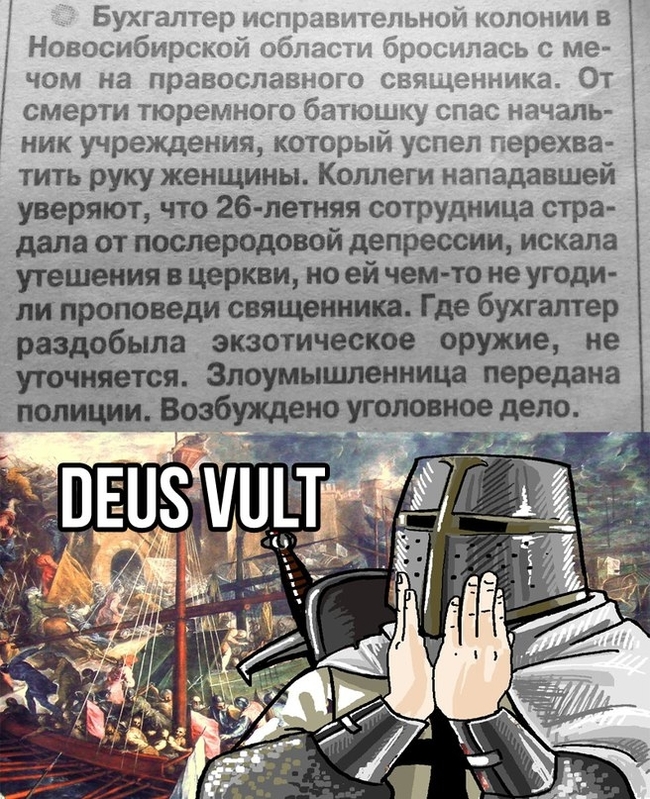 Бухгалтер исправительной колонии в
Новосибирской области бросилась с ме-
чом на православного священника. От
смерти тюремного батюшку спас началь-
ник учреждения, который успел перехва-
тить руку женщины. Коллеги нападавшей
уверяют, что 26-летняя сотрудница стра-
дала от послеродовой депрессии, искала
утешения в церкви, но ей чем-то не угоди-
ли проповеди священника. Где бухгалтер
раздобыла экзотическое оружие, не
уточняется. Злоумышленница передана
полиции. Возбуждено уголовное дело.
DEUS VULT